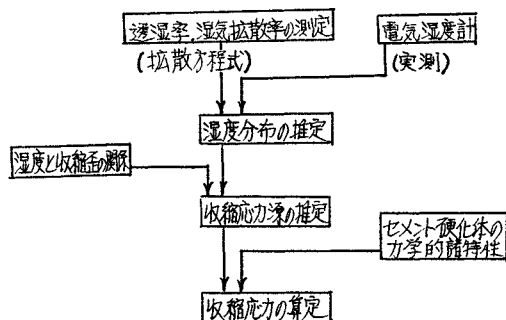 透湿率,湿気拡散率の測定
電気湿度計
(拡散方程式)
(実測)
湿度分布の推定
湿度と収縮歪の関係
収縮応力源の推定
セメント硬化体の
力学的諸特性
収縮応力の算定